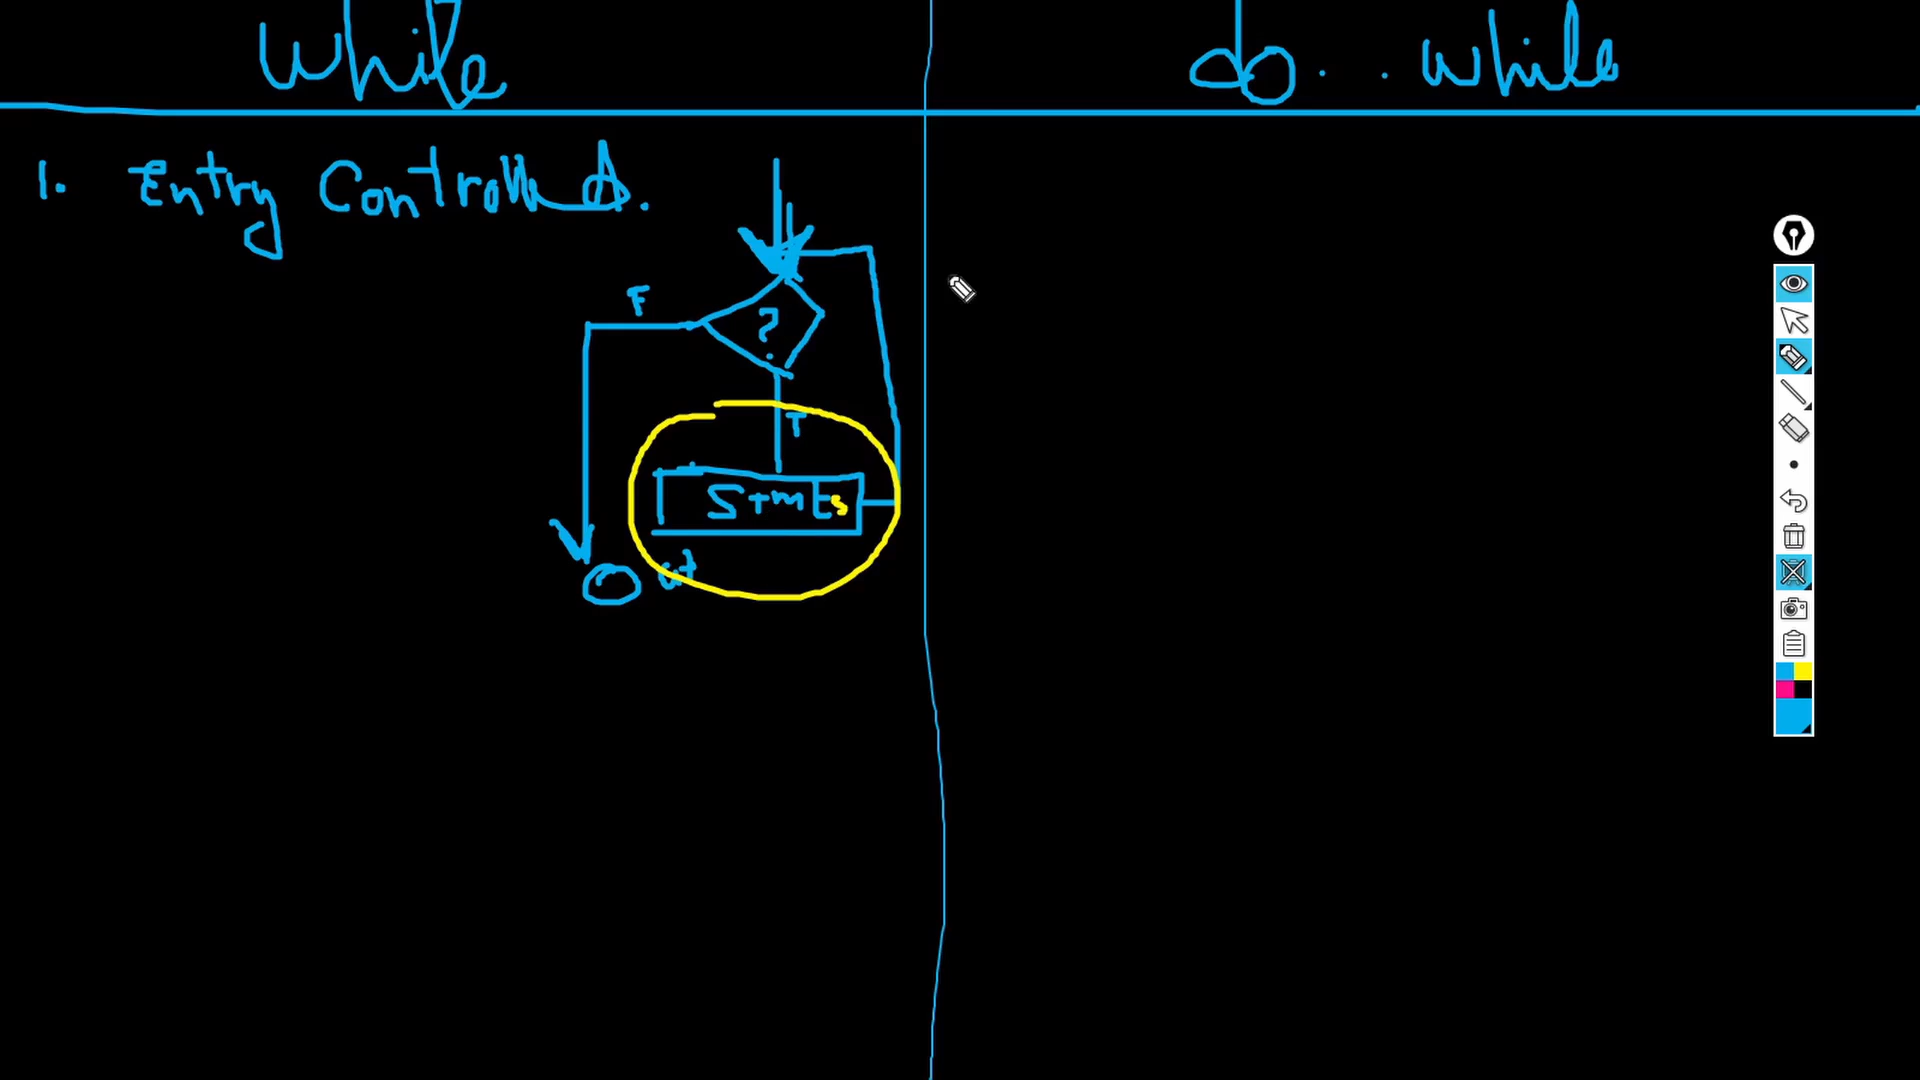 while
do.. while
1. Entry Controlled.
F
?
T
Stmts
out